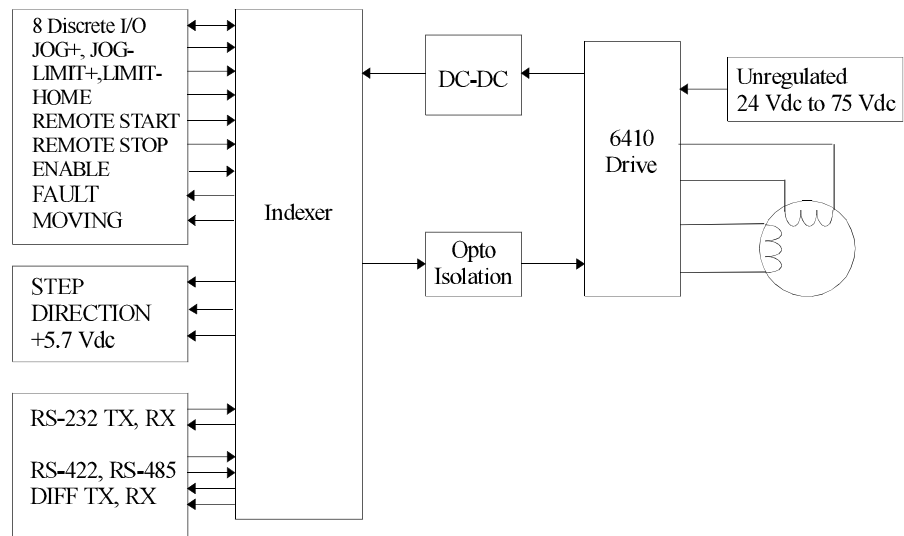 8 Discrete I/O
JOG+, JOG-
LIMIT+,LIMIT-
HOME
REMOTE START
REMOTE STOP
ENABLE
FAULT
MOVING
STEP
DIRECTION
+5.7 Vdc
RS-232 TX, RX
RS-422, RS-485
DIFF TX, RX
Indexer
DC-DC
Opto
Isolation
6410
Drive
Unregulated
24 Vdc to 75 Vdc